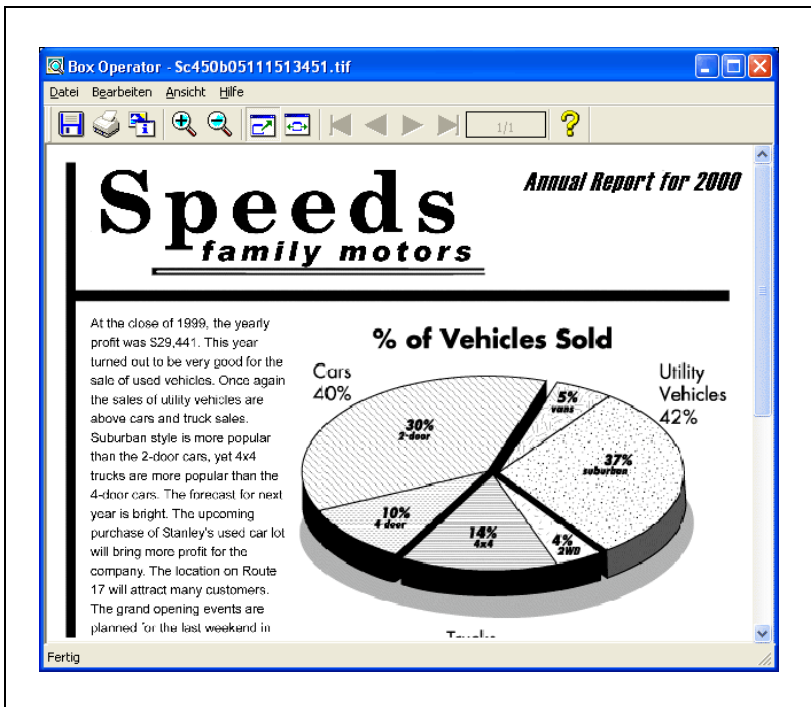 Box Operator - Sc450b05111513451.tif
Datei Bearbeiten Ansicht Hilfe
1/1
Annual Report for 2000
Speeds
family motors
At the close of 1999, the yearly
profit was S29,441. This year
turned out to be very good for the
sale of used vehicles. Once again
the sales of utility vehicles are
above cars and truck sales.
Suburban style is more popular
than the 2-door cars, yet 4x4
trucks are more popular than the
4-door cars. The forecast for next
year is bright. The upcoming
purchase of Stanley's used car lot
will bring more profit for the
company. The location on Route
17 will attract many customers.
The grand opening events are
planned for the last weekend in
% of Vehicles Sold
Cars
40%
Utility
Vehicles
42%
5%
vans
30%
2-door
37%
suburban
10%
4 door
14%
4x4
4%
2WD
Trucks
Fertig